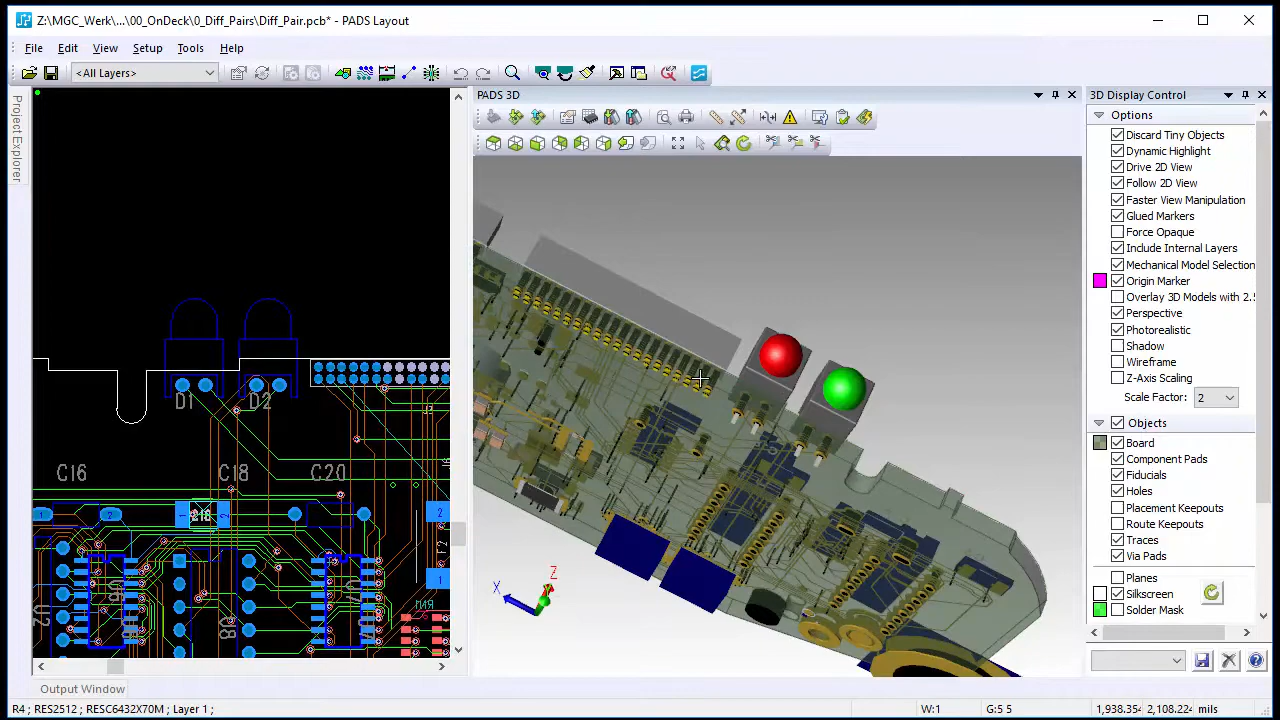 Z:\MGC_Werk\...\00_OnDeck\0_Diff_Pairs\Diff_Pair.pcb* - PADS Layout
File Edit View Setup Tools Help
<All Layers>
Project Explorer
PADS 3D
3D Display Control
Options
Discard Tiny Objects
Dynamic Highlight
Drive 2D View
Follow 2D View
Faster View Manipulation
Glued Markers
Force Opaque
Include Internal Layers
Mechanical Model Selection
Origin Marker
Overlay 3D Models with 2.
Perspective
Photorealistic
Shadow
Wireframe
Z-Axis Scaling
Scale Factor: 2
Objects
Board
Component Pads
Fiducials
Holes
Placement Keepouts
Route Keepouts
Traces
Via Pads
Planes
Silkscreen
Solder Mask
D1 D2
C16 C18 C20
2
1
X Z
Output Window
R4 ; RES2512 ; RESC6432X70M ; Layer 1 ;
W:1 G:5 5 1,938.354 2,108.224 mils